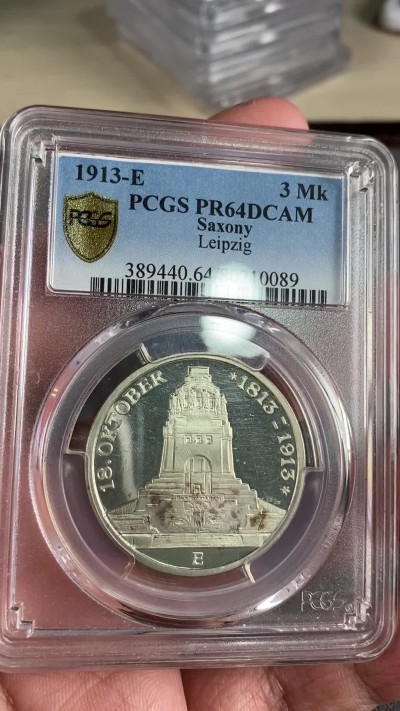 1913-E 3 Mk
PCGS PR64DCAM
Saxony
Leipzig
PCGS
18. OKTOBER *1813-1913*
E
PCGS